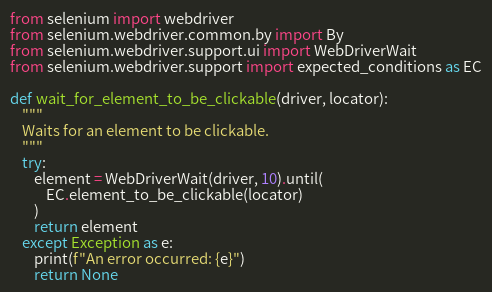 from selenium import webdriver
from selenium.webdriver.common.by import By
from selenium.webdriver.support.ui import WebDriverWait
from selenium.webdriver.support import expected_conditions as EC

def wait_for_element_to_be_clickable(driver, locator):
    """
    Waits for an element to be clickable.
    """
    try:
        element = WebDriverWait(driver, 10).until(
            EC.element_to_be_clickable(locator)
        )
        return element
    except Exception as e:
        print(f"An error occurred: {e}")
        return None